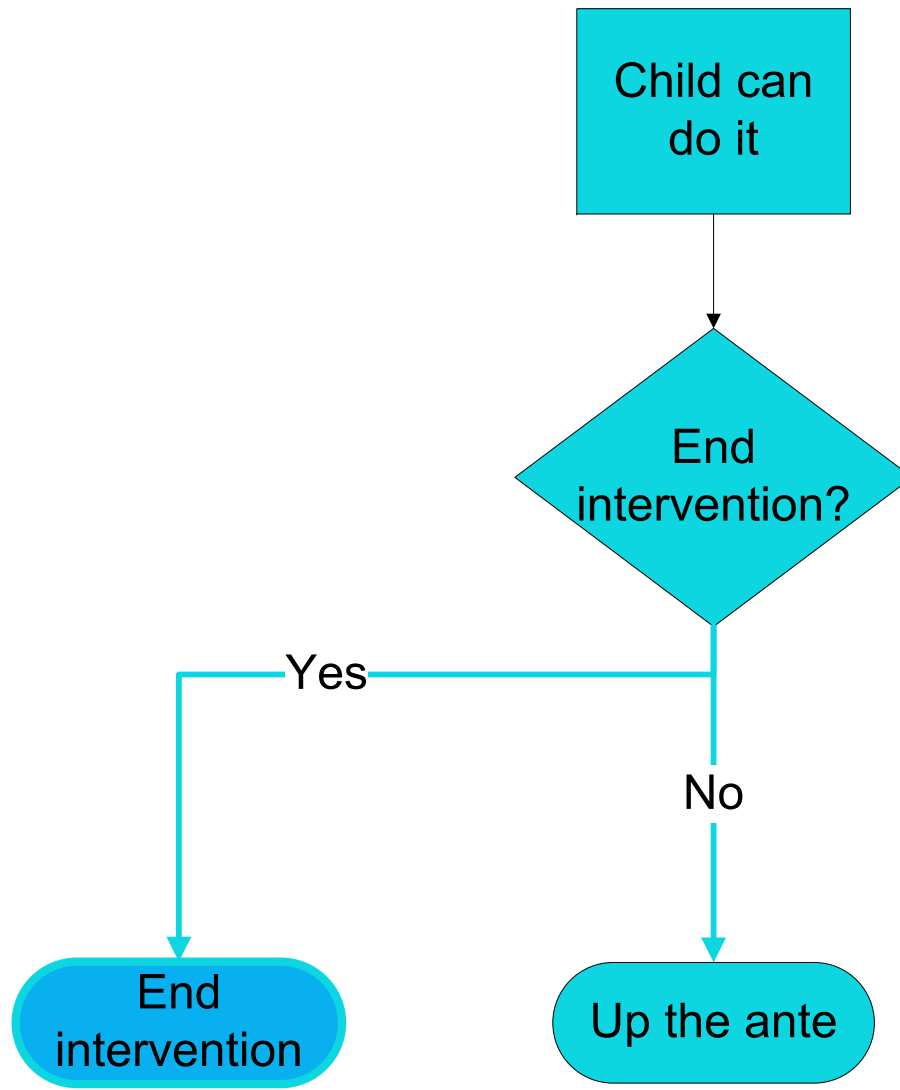 Child can
do it
End
intervention?
Yes
No
End
intervention
Up the ante